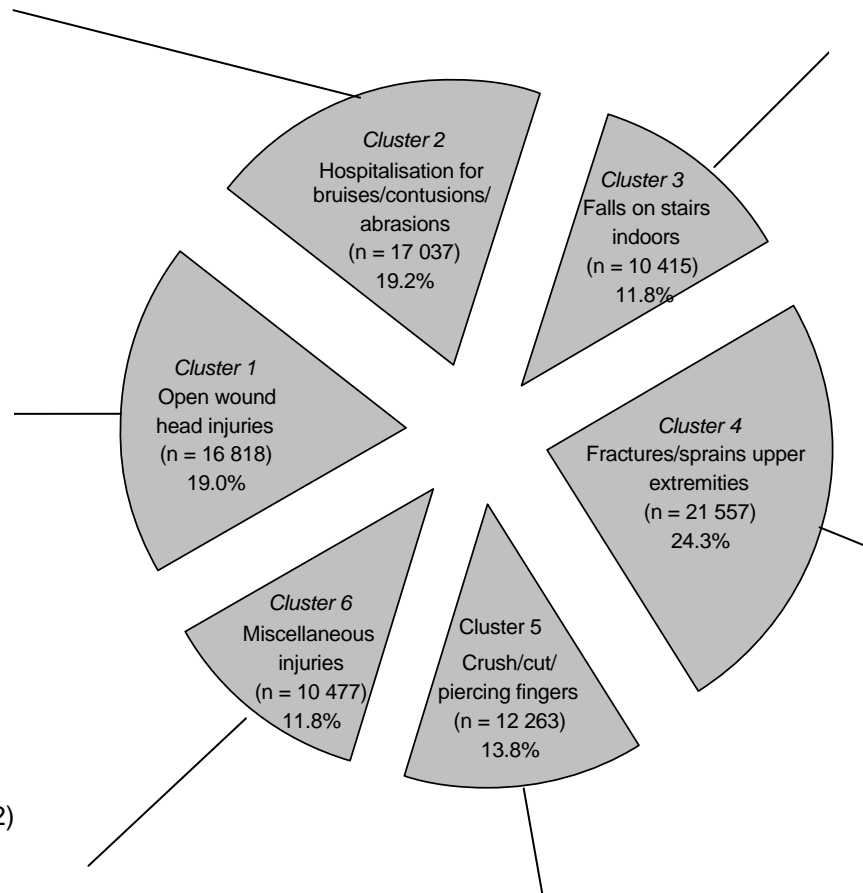 Cluster 2
Hospitalisation for
bruises/contusions/
abrasions
(n = 17 037)
19.2%
Cluster 3
Falls on stairs
indoors
(n = 10 415)
11.8%
Cluster 1
Open wound
head injuries
(n = 16 818)
19.0%
Cluster 4
Fractures/sprains upper
extremities
(n = 21 557)
24.3%
Cluster 6
Miscellaneous
injuries
(n = 10 477)
11.8%
Cluster 5
Crush/cut/
piercing fingers
(n = 12 263)
13.8%
2)